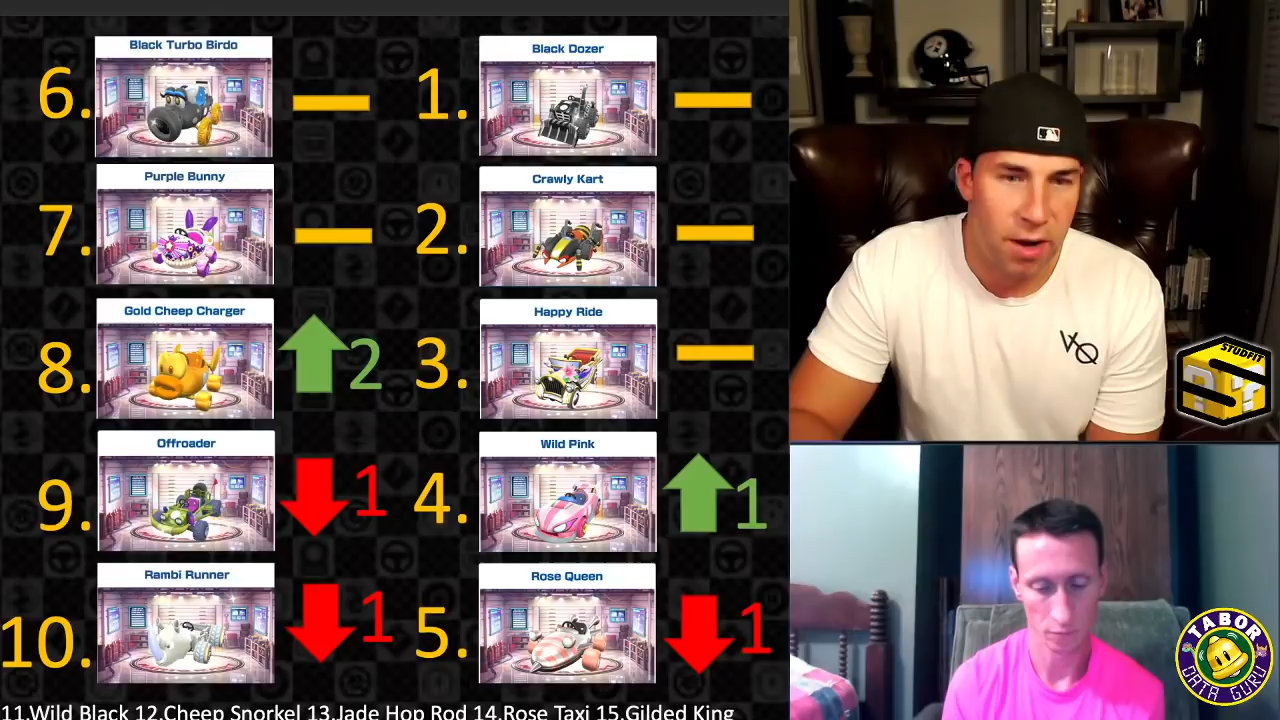 Black Turbo Birdo
6.
Purple Bunny
7.
Gold Cheep Charger
8. 2
Offroader
9. 1
Rambi Runner
10. 1
Black Dozer
1.
Crawly Kart
2.
Happy Ride
3.
Wild Pink
4. 1
Rose Queen
5. 1
11.Wild Black 12.Cheep Snorkel 13.Jade Hop Rod 14.Rose Taxi 15.Gilded King
STUDPIT
TABOR
DATA GURU